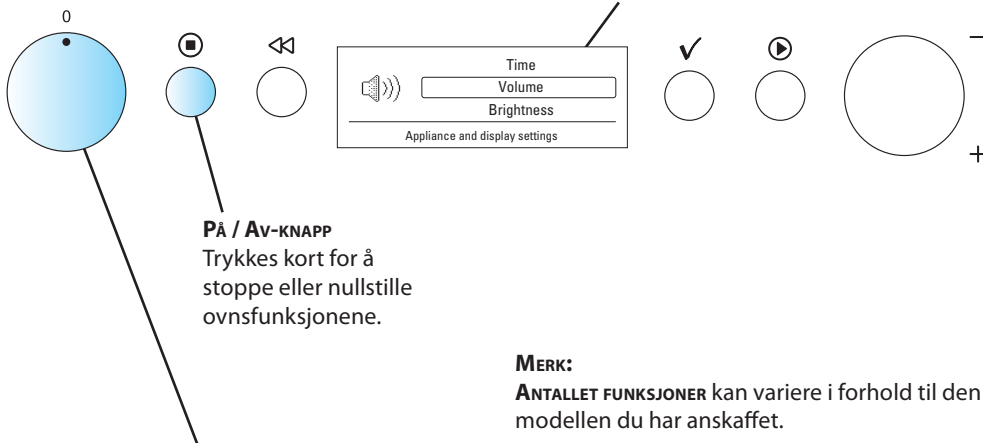 0
Time
Volume
Brightness
Appliance and display settings
−
+
På / Av-knapp
Trykkes kort for å
stoppe eller nullstille
ovnsfunksjonene.
Merk:
Antallet funksjoner kan variere i forhold til den
modellen du har anskaffet.